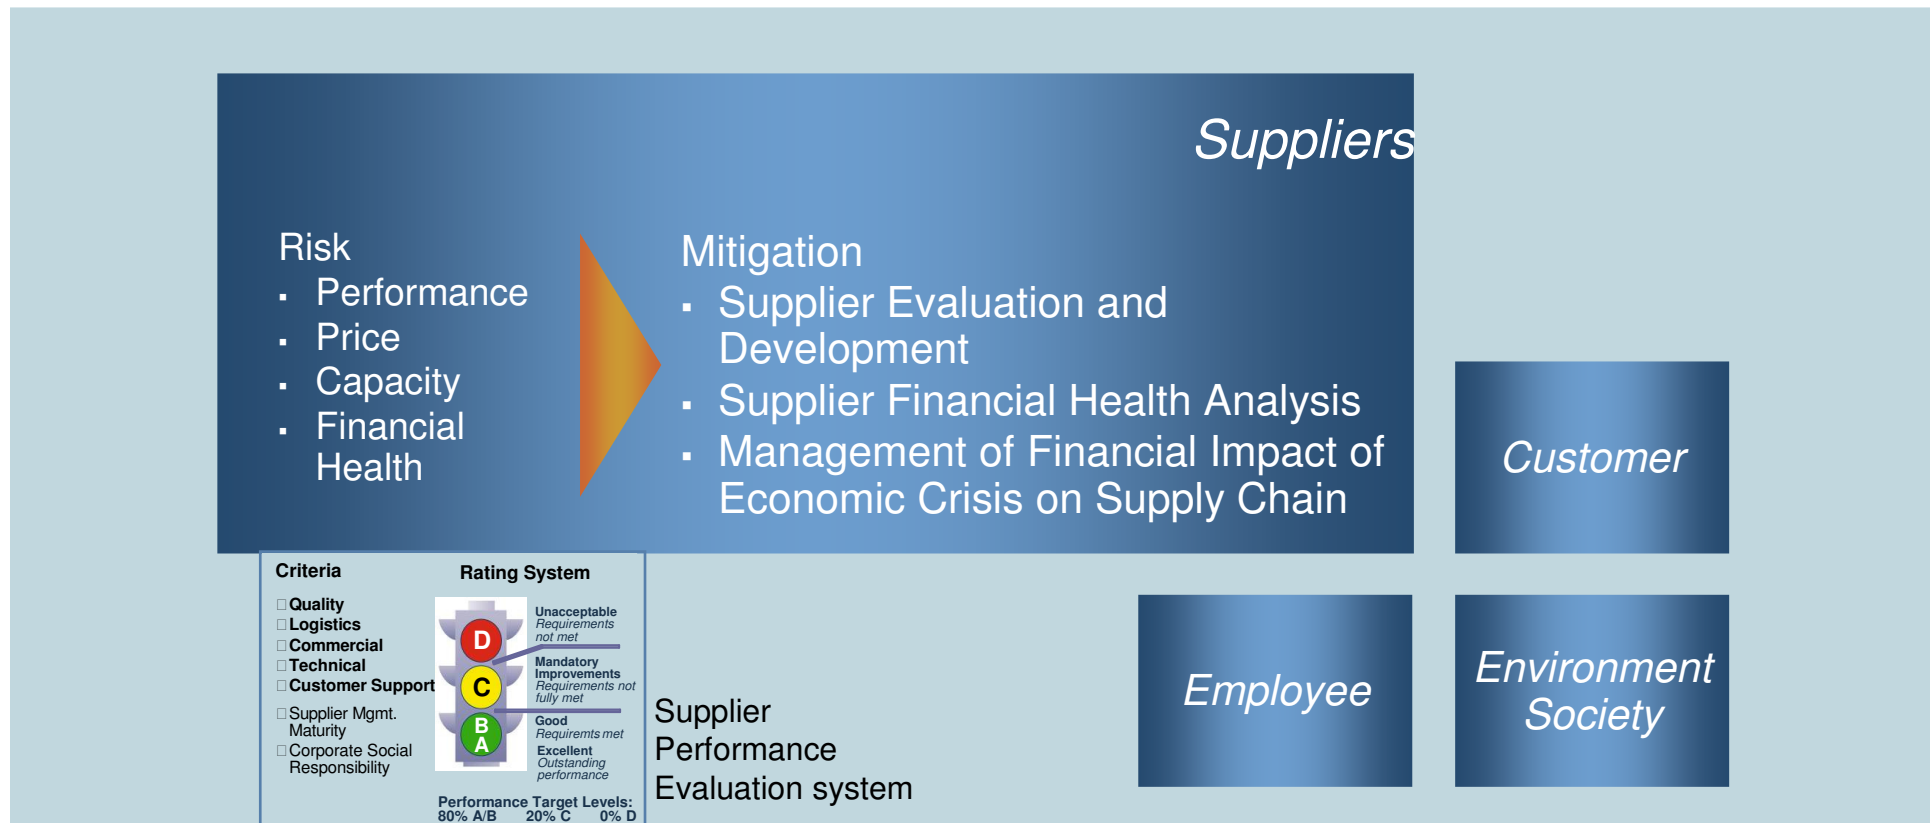 Suppliers
Risk
▪ Performance
▪ Price
▪ Capacity
▪ Financial
Health
Mitigation
▪ Supplier Evaluation and
Development
▪ Supplier Financial Health Analysis
▪ Management of Financial Impact of
Economic Crisis on Supply Chain
Customer
Employee
Environment
Society
Criteria
Quality
Logistics
Commercial
Technical
Customer Support
Supplier Mgmt.
Maturity
Corporate Social
Responsibility
Rating System
D
C
B
A
Unacceptable
Requirements
not met
Mandatory
Improvements
Requirements not
fully met
Good
Requiremts met
Excellent
Outstanding
performance
Performance Target Levels:
80% A/B 20% C 0% D
Supplier
Performance
Evaluation system